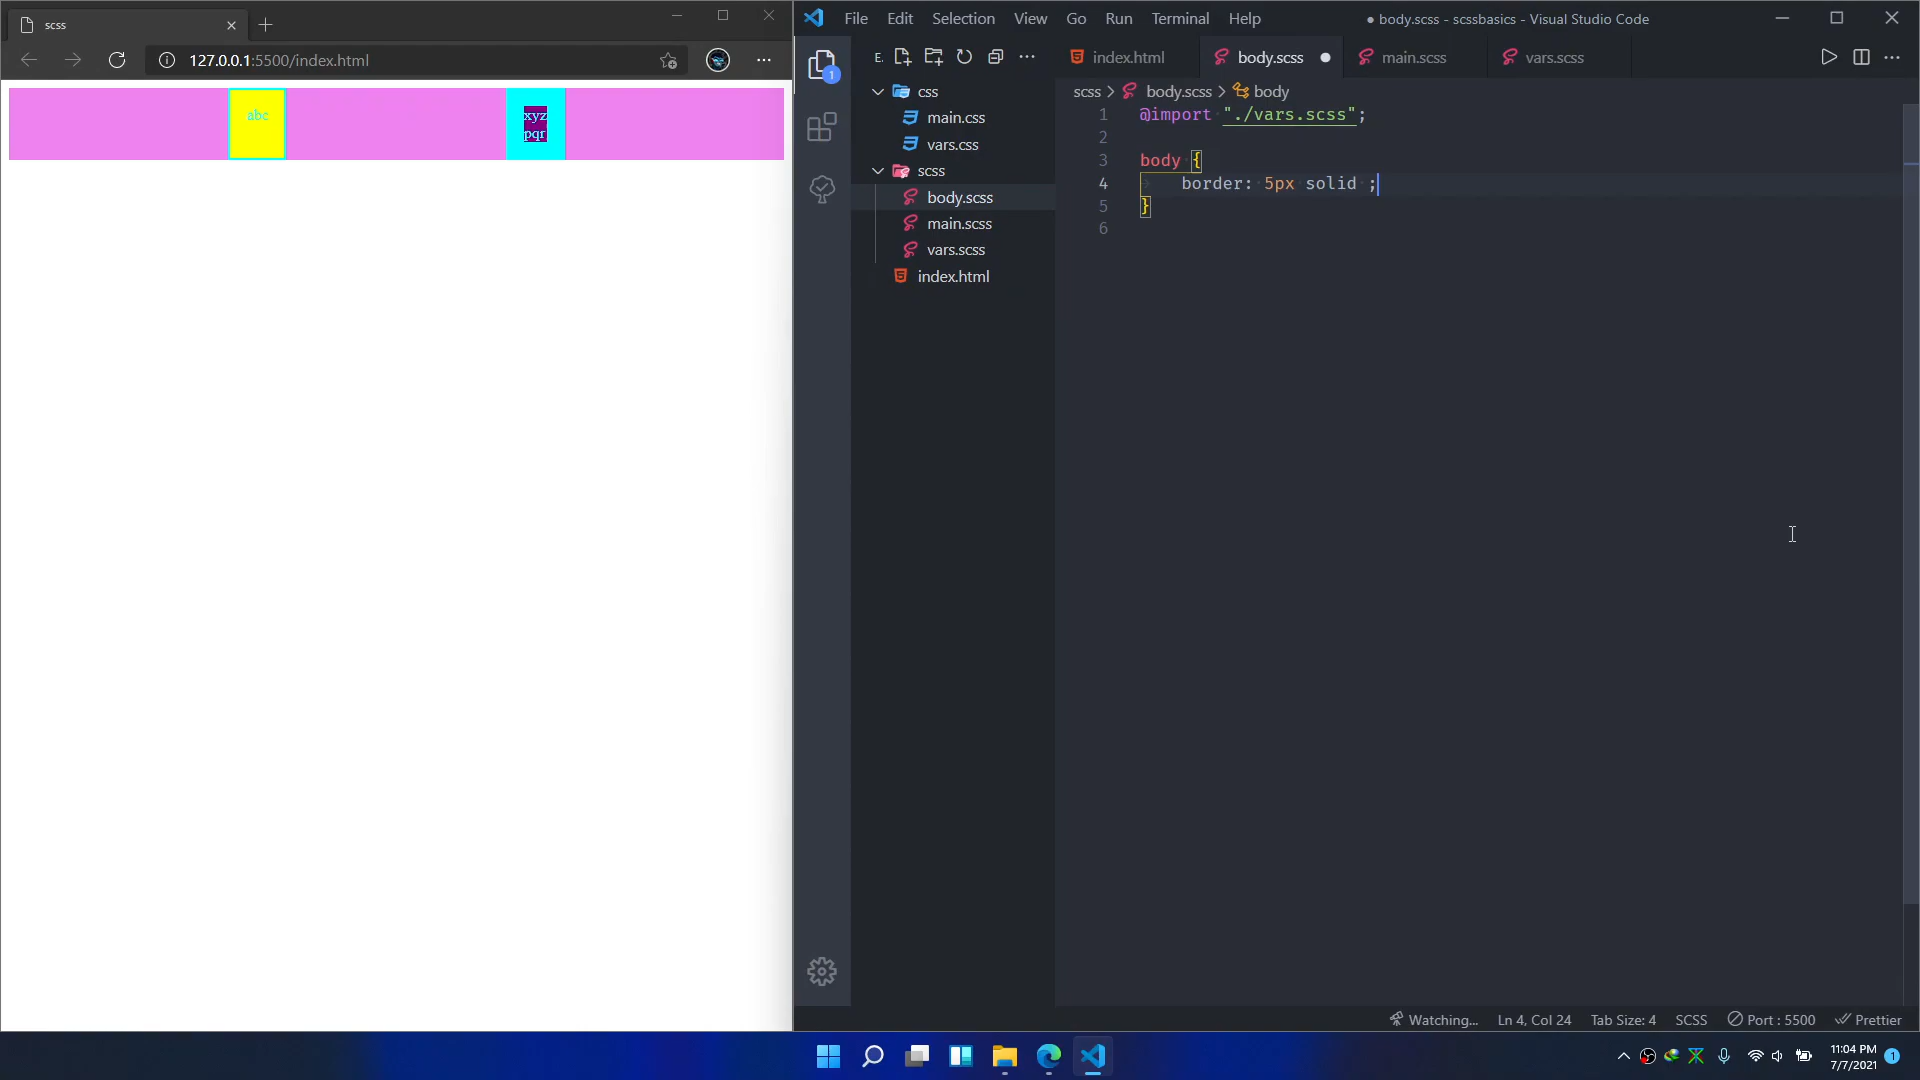 scss
127.0.0.1:5500/index.html
abc
xyz
pqr
File Edit Selection View Go Run Terminal Help
● body.scss - scssbasics - Visual Studio Code
1
E.
index.html
body.scss
main.scss
vars.scss
css
main.css
vars.css
scss
body.scss
main.scss
vars.scss
index.html
scss > body.scss > body
1 @import "./vars.scss";
2
3 body {
4 border: 5px solid ;
5 }
6
Watching... Ln 4, Col 24 Tab Size: 4 SCSS Port : 5500 Prettier
11:04 PM
7/7/2021
1